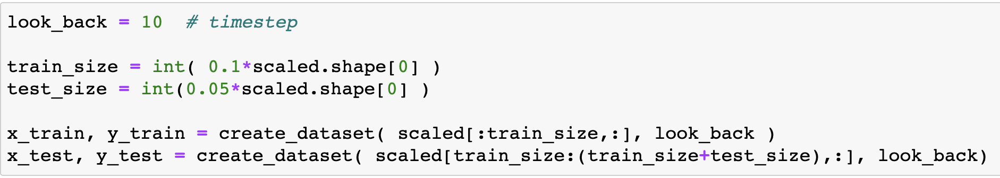 look_back = 10  # timestep
train_size = int( 0.1*scaled.shape[0] )
test_size = int(0.05*scaled.shape[0] )
x_train, y_train = create_dataset( scaled[:train_size,:], look_back )
x_test, y_test = create_dataset( scaled[train_size:(train_size+test_size),:], look_back)